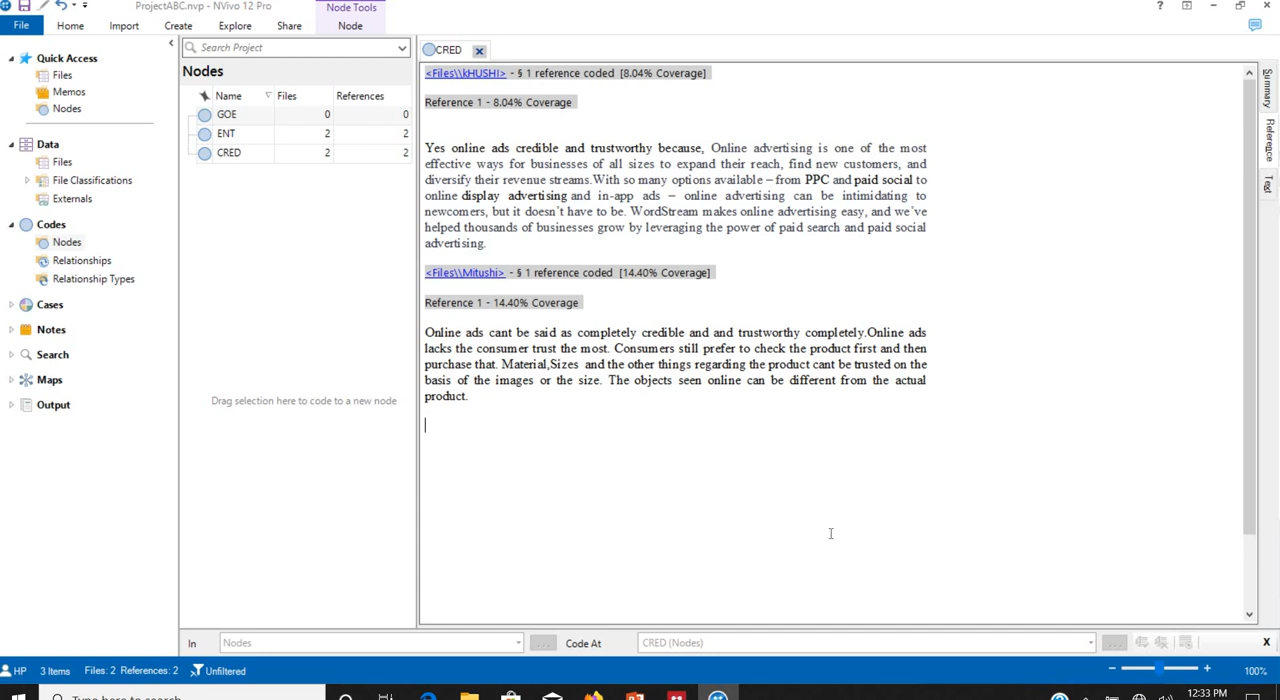 ProjectABC.nvp - NVivo 12 Pro
Node Tools
?
File Home Import Create Explore Share Node
Quick Access
Files
Memos
Nodes
Data
Files
File Classifications
Externals
Codes
Nodes
Relationships
Relationship Types
Cases
Notes
Search
Maps
Output
Search Project
Nodes
Name Files References
GOE 0 0
ENT 2 2
CRED 2 2
Drag selection here to code to a new node
CRED
<Files\\kHUSHI> - § 1 reference coded [8.04% Coverage]
Reference 1 - 8.04% Coverage
Yes online ads credible and trustworthy because, Online advertising is one of the most
effective ways for businesses of all sizes to expand their reach, find new customers, and
diversify their revenue streams.With so many options available – from PPC and paid social to
online display advertising and in-app ads – online advertising can be intimidating to
newcomers, but it doesn't have to be. WordStream makes online advertising easy, and we've
helped thousands of businesses grow by leveraging the power of paid search and paid social
advertising.
<Files\\Mitushi> - § 1 reference coded [14.40% Coverage]
Reference 1 - 14.40% Coverage
Online ads cant be said as completely credible and and trustworthy completely.Online ads
lacks the consumer trust the most. Consumers still prefer to check the product first and then
purchase that. Material,Sizes and the other things regarding the product cant be trusted on the
basis of the images or the size. The objects seen online can be different from the actual
product.
Summary
Reference
Text
In Nodes ... Code At CRED (Nodes) ... X
HP 3 Items Files: 2 References: 2 Unfiltered 100%
Type here to search
12:33 PM